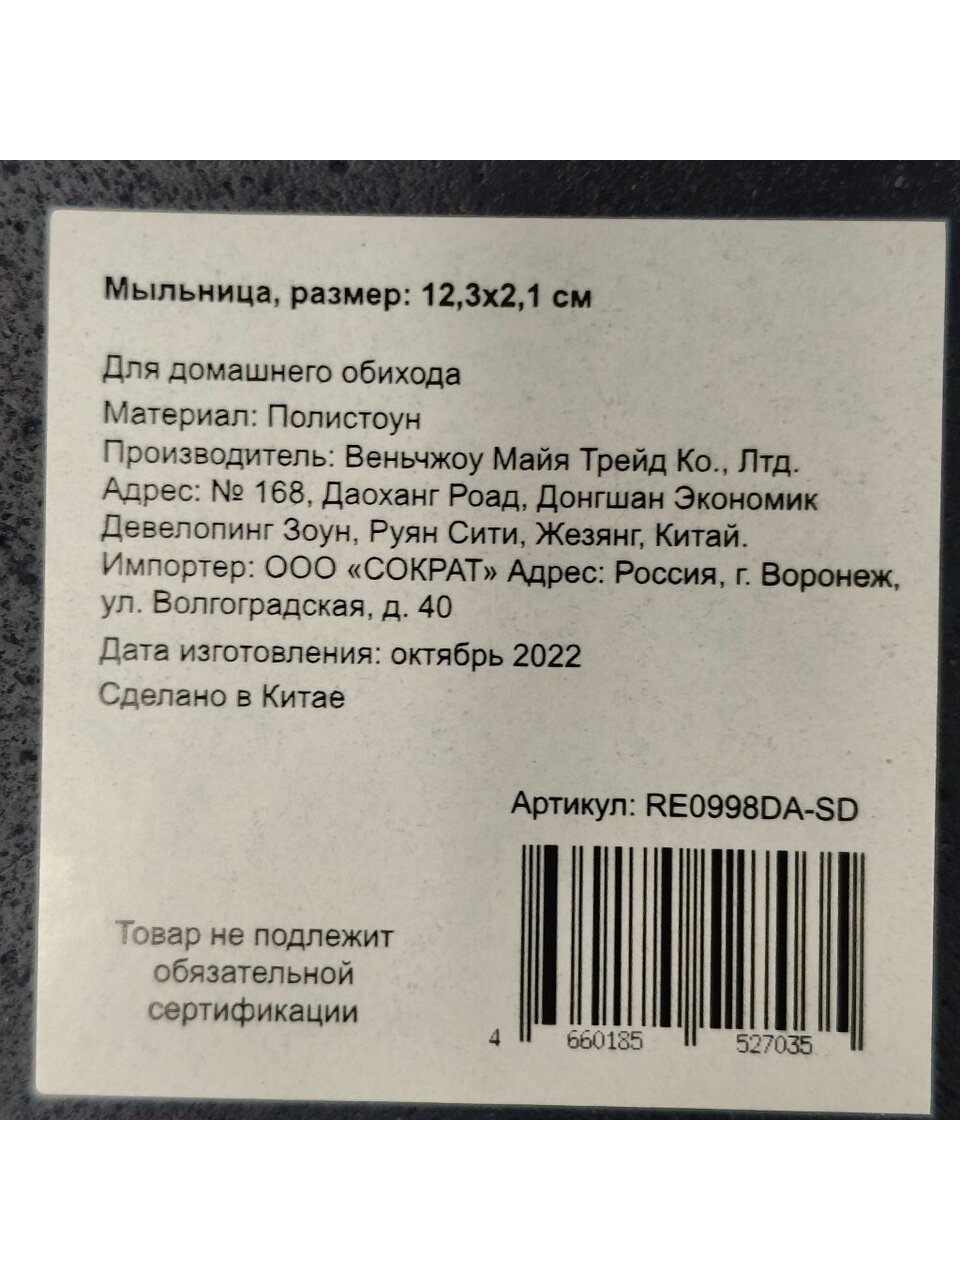 Мыльница, размер: 12,3х2,1 см
Для домашнего обихода
Материал: Полистоун
Производитель: Веньчжоу Майя Трейд Ко., Лтд.
Адрес: № 168, Даоханг Роад, Донгшан Экономик
Девелопинг Зоун, Руян Сити, Жезянг, Китай.
Импортер: ООО «СОКРАТ» Адрес: Россия, г. Воронеж,
ул. Волгоградская, д. 40
Дата изготовления: октябрь 2022
Сделано в Китае
Артикул: RE0998DA-SD
Товар не подлежит
обязательной
сертификации
4 660185 527035